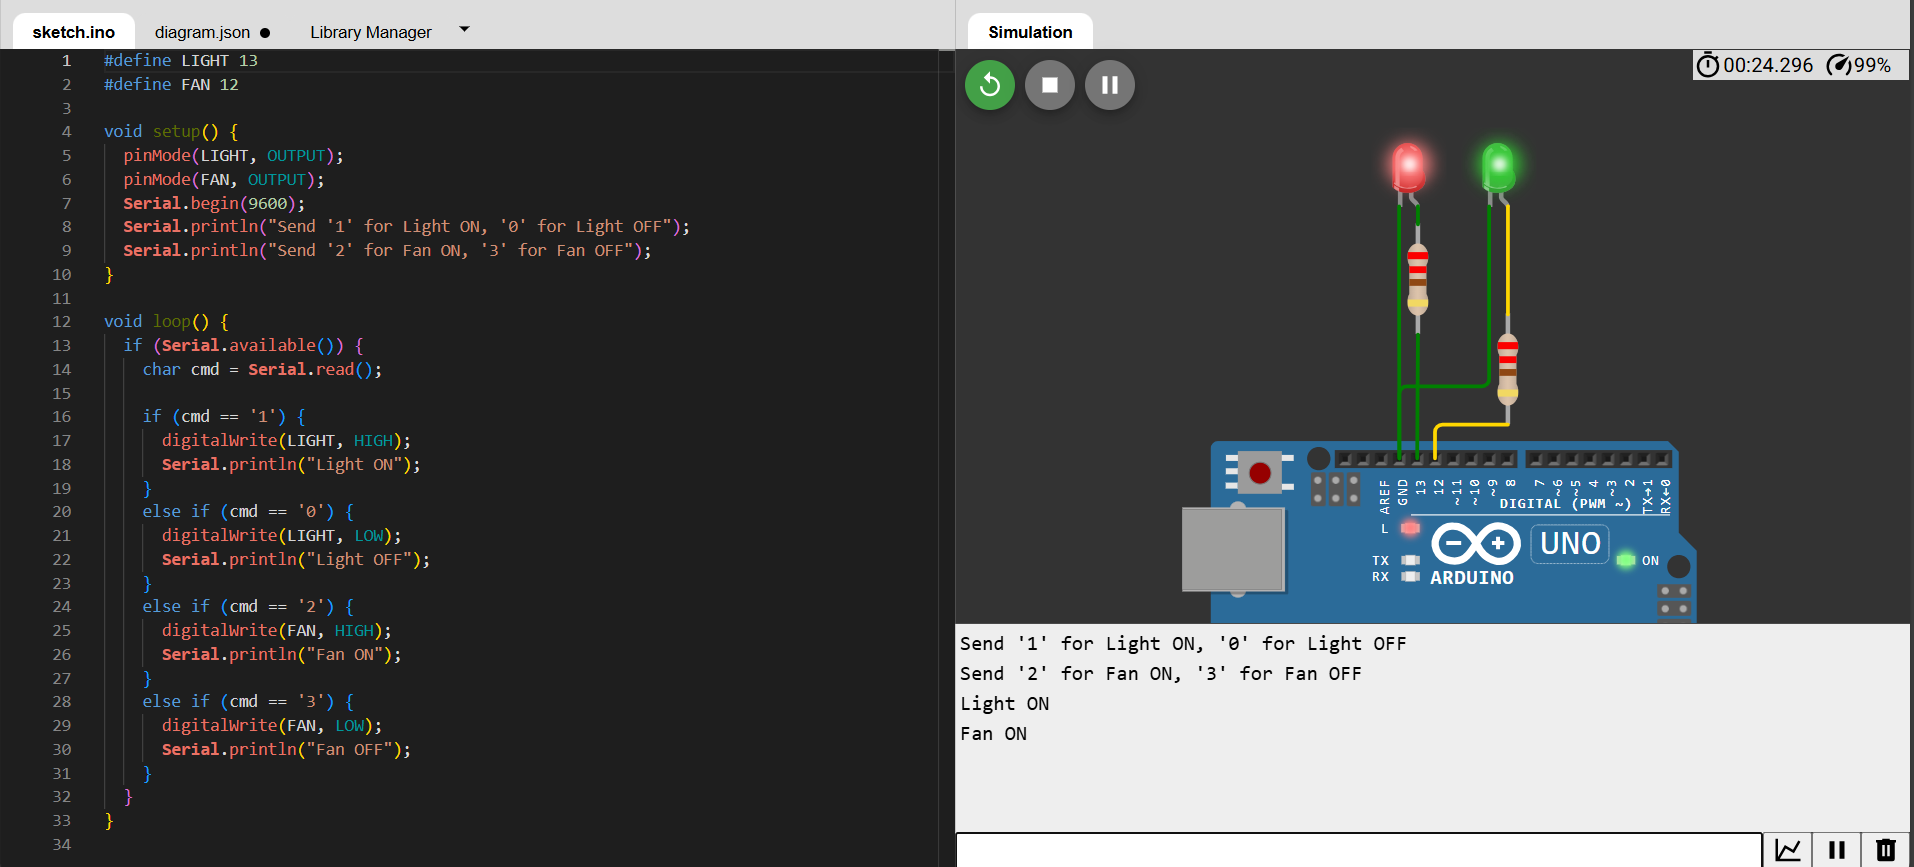 sketch.ino diagram.json ● Library Manager
1 #define LIGHT 13
2 #define FAN 12
3
4 void setup() {
5 pinMode(LIGHT, OUTPUT);
6 pinMode(FAN, OUTPUT);
7 Serial.begin(9600);
8 Serial.println("Send '1' for Light ON, '0' for Light OFF");
9 Serial.println("Send '2' for Fan ON, '3' for Fan OFF");
10 }
11
12 void loop() {
13 if (Serial.available()) {
14 char cmd = Serial.read();
15
16 if (cmd == '1') {
17 digitalWrite(LIGHT, HIGH);
18 Serial.println("Light ON");
19 }
20 else if (cmd == '0') {
21 digitalWrite(LIGHT, LOW);
22 Serial.println("Light OFF");
23 }
24 else if (cmd == '2') {
25 digitalWrite(FAN, HIGH);
26 Serial.println("Fan ON");
27 }
28 else if (cmd == '3') {
29 digitalWrite(FAN, LOW);
30 Serial.println("Fan OFF");
31 }
32 }
33 }
34
Simulation
00:24.296 99%
AREF GND 13 12 ~11 ~10 ~9 8 7 ~6 ~5 4 ~3 2 TX→1 RX←0
DIGITAL (PWM ~)
L
UNO
TX ON
RX ARDUINO
Send '1' for Light ON, '0' for Light OFF
Send '2' for Fan ON, '3' for Fan OFF
Light ON
Fan ON